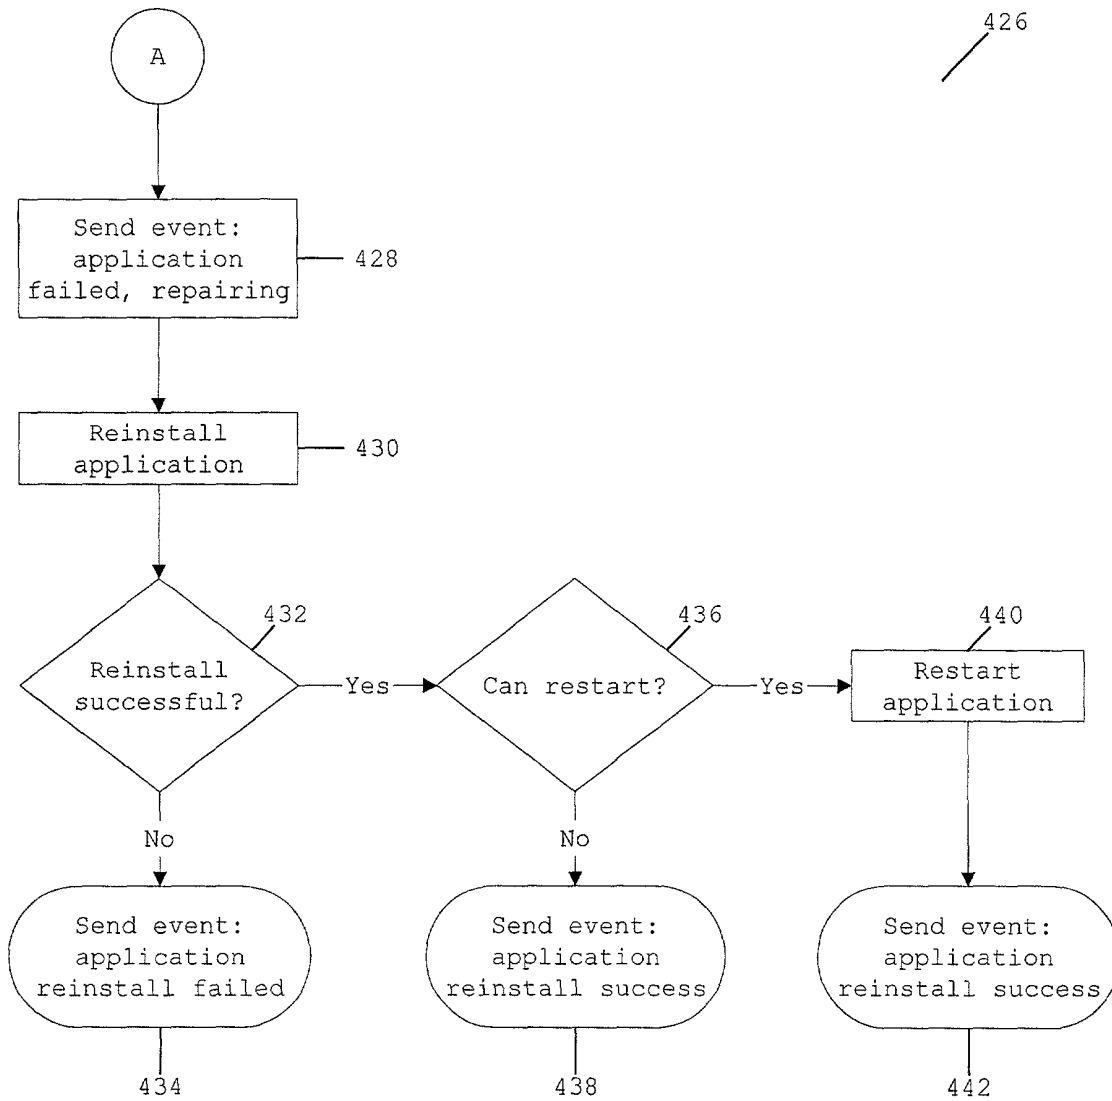 426
A
Send event:
application
failed, repairing
428
Reinstall
application
430
432
Reinstall
successful?
Yes
436
Can restart?
Yes
440
Restart
application
No
No
Send event:
application
reinstall failed
Send event:
application
reinstall success
Send event:
application
reinstall success
434
438
442